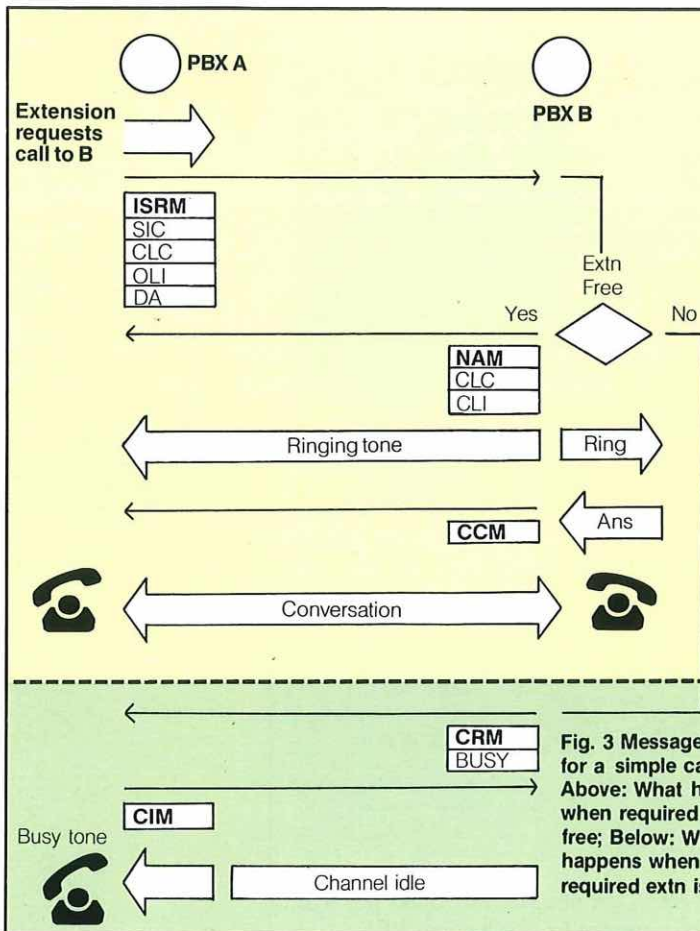 PBX A
PBX B
Extension
requests
call to B
ISRM
SIC
CLC
OLI
DA
Extn
Free
Yes
No
NAM
CLC
CLI
Ringing tone
Ring
CCM
Ans
Conversation
CRM
BUSY
CIM
Busy tone
Channel idle
Fig. 3 Message
for a simple ca
Above: What h
when required
free; Below: W
happens when
required extn i